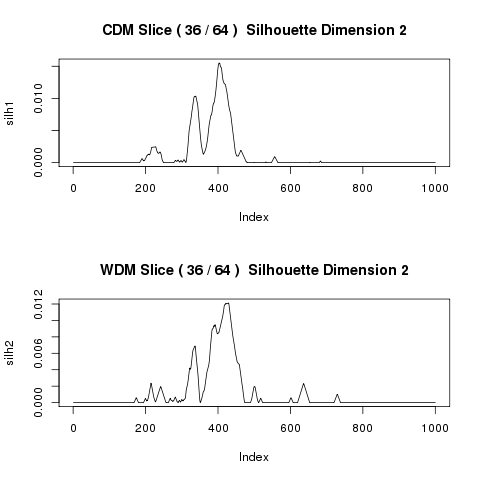 CDM Slice ( 36 / 64 )  Silhouette Dimension 2
silh1
0.010
0.000
0 200 400 600 800 1000
Index
WDM Slice ( 36 / 64 )  Silhouette Dimension 2
silh2
0.012
0.006
0.000
0 200 400 600 800 1000
Index